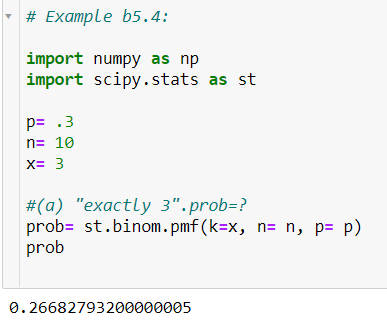 # Example b5.4:
import numpy as np
import scipy.stats as st
p= .3
n= 10
x= 3
#(a) "exactly 3".prob=?
prob= st.binom.pmf(k=x, n= n, p= p)
prob
0.26682793200000005